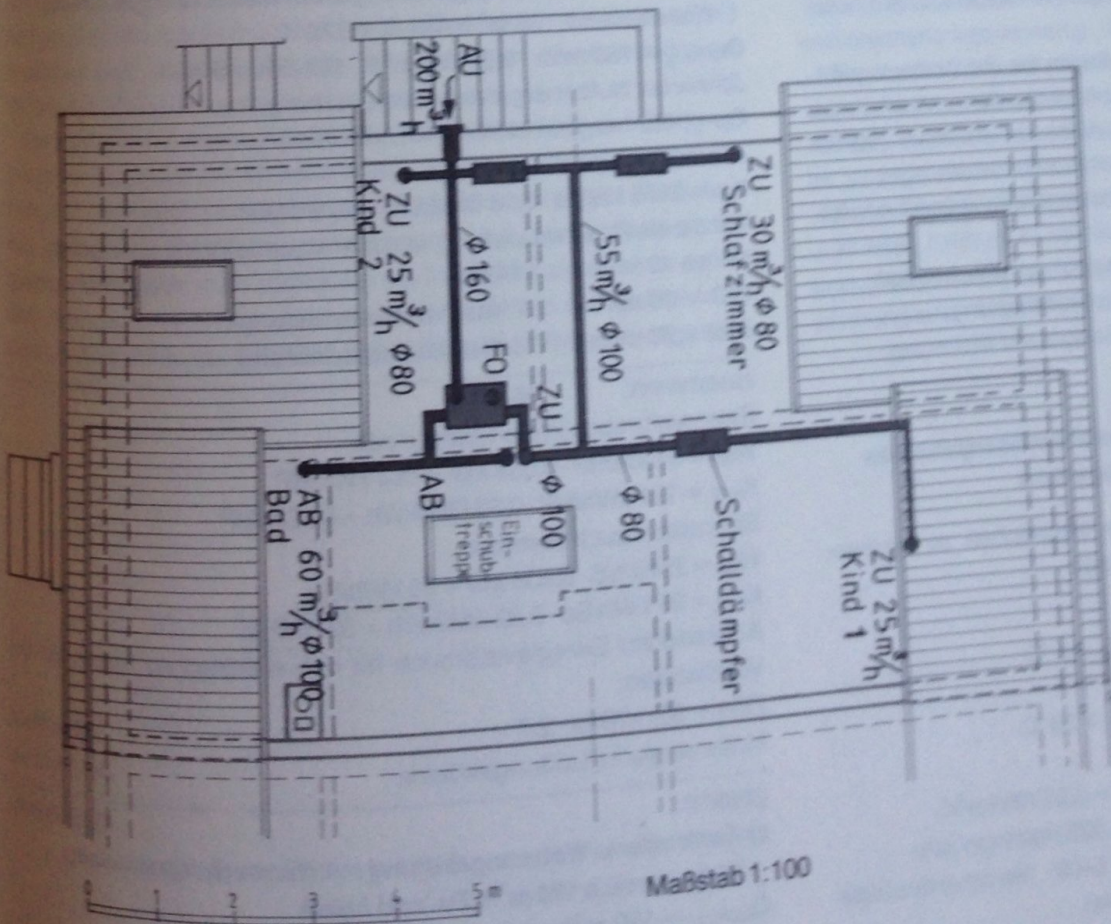 AU
200 m³/h
ZU 30 m³/h ϕ 80
Schlafzimmer
ZU 25 m³/h ϕ 80
Kind 2
ϕ 160
55 m³/h ϕ 100
FO
ZU
ϕ 100
ϕ 80
AB
AB 60 m³/h ϕ 100
Bad
Ein-
schub
treppe
Schalldämpfer
ZU 25 m³/h
Kind 1
0 1 2 3 4 5 m
Maßstab 1:100